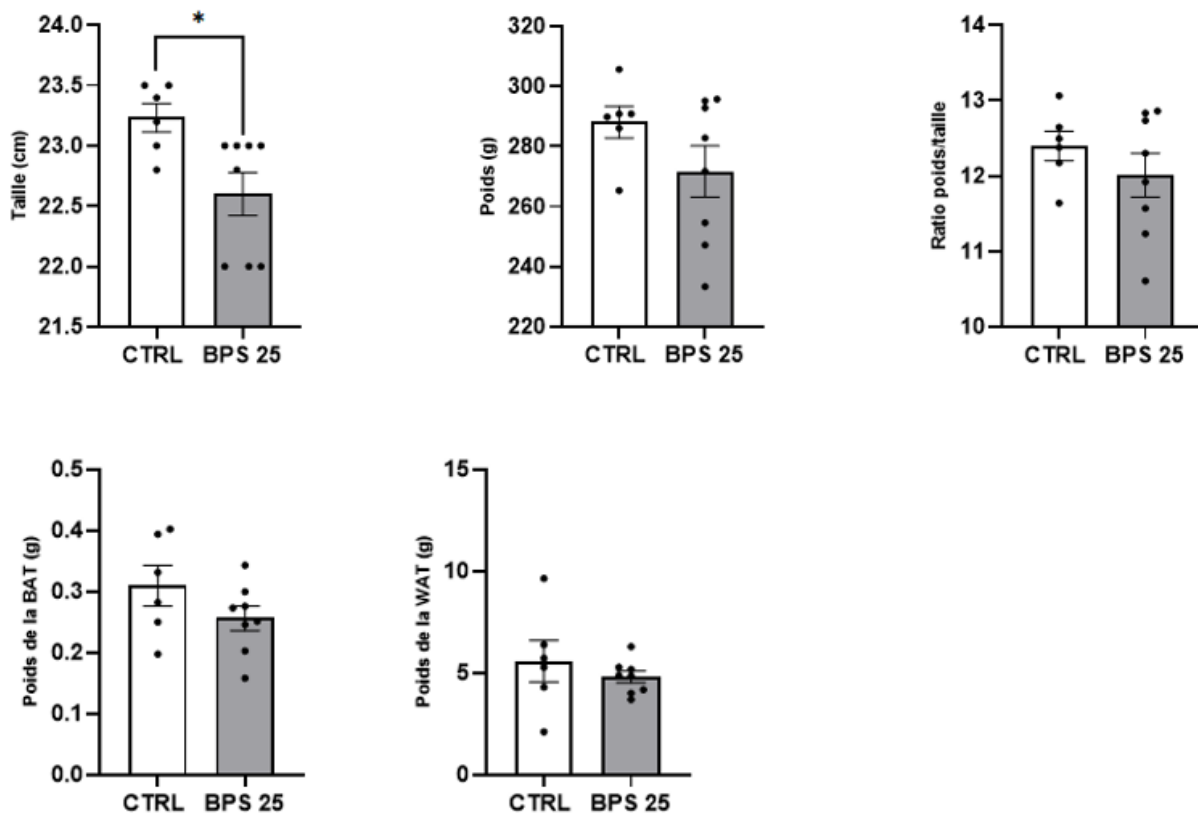 Taille (cm)
24.0
23.5
23.0
22.5
22.0
21.5
*
CTRL BPS 25
Poids (g)
320
300
280
260
240
220
CTRL BPS 25
Ratio poids/taille
14
13
12
11
10
CTRL BPS 25
Poids de la BAT (g)
0.5
0.4
0.3
0.2
0.1
0.0
CTRL BPS 25
Poids de la WAT (g)
15
10
5
0
CTRL BPS 25